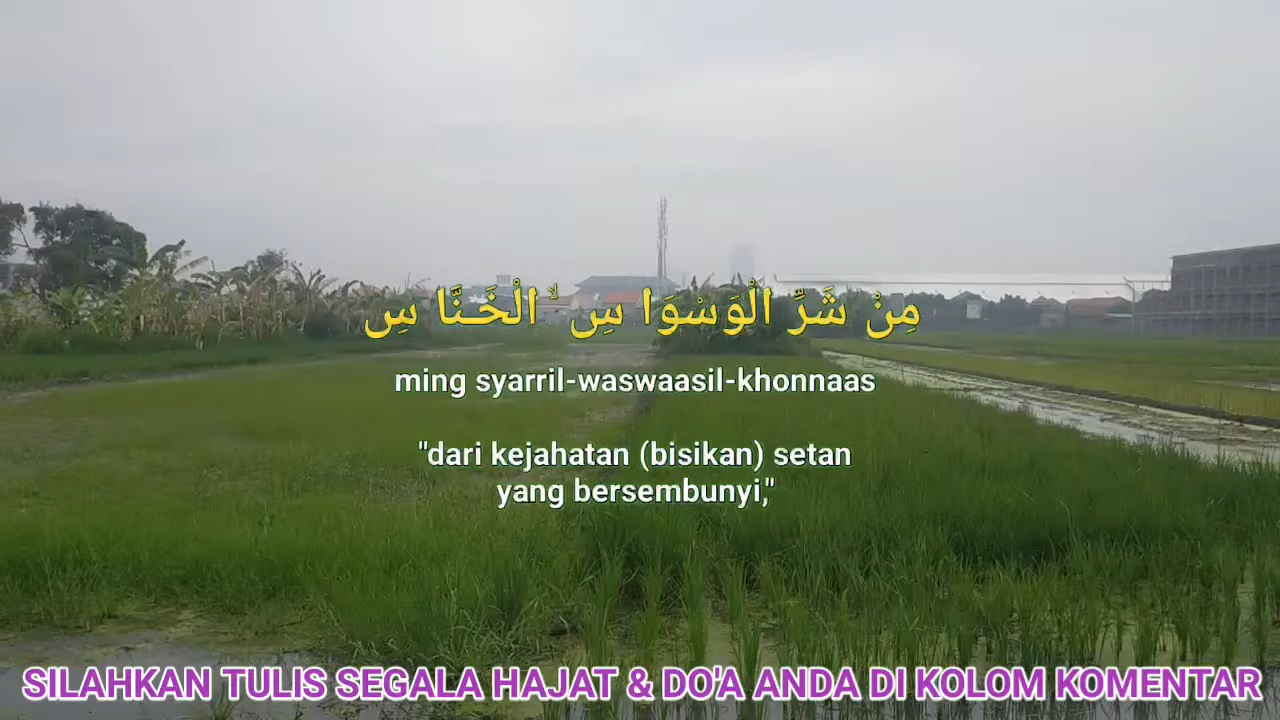 مِنْ شَرِّ الْوَسْوَا سِ ۙ الْخَـنَّا سِ
ming syarril-waswaasil-khonnaas
"dari kejahatan (bisikan) setan
yang bersembunyi,"
SILAHKAN TULIS SEGALA HAJAT & DO'A ANDA DI KOLOM KOMENTAR